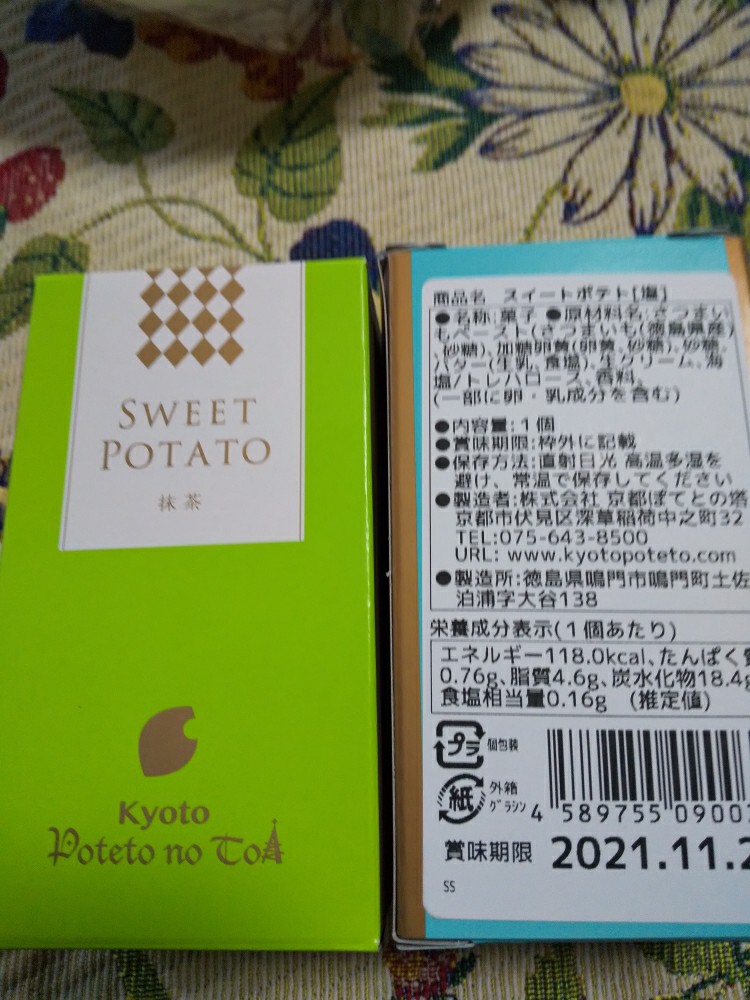 SWEET
POTATO
抹茶
Kyoto
Poteto no To
商品名 スイートポテト[塩]
●名称:菓子 ●原材料名:さつまい
もペースト(さつまいも(徳島県産)
,砂糖)、加糖卵黄(卵黄、砂糖)、砂糖、
バター(生乳、食塩)、生クリーム、海
塩/トレハロース、香料、
(一部に卵・乳成分を含む)
●内容量:1個
●賞味期限:枠外に記載
●保存方法:直射日光 高温多湿を
避け、常温で保存してください
●製造者:株式会社 京都ぽてとの塔
京都市伏見区深草稲荷中之町32
TEL:075-643-8500
URL: www.kyotopoteto.com
●製造所:徳島県鳴門市鳴門町土佐
泊浦字大谷138
栄養成分表示(1個あたり)
エネルギー118.0kcal、たんぱく
0.76g、脂質4.6g、炭水化物18.4g
食塩相当量0.16g (推定値)
プラ 個包装
紙 外箱
グラシン
4 589755 0900
賞味期限 2021.11.2
SS